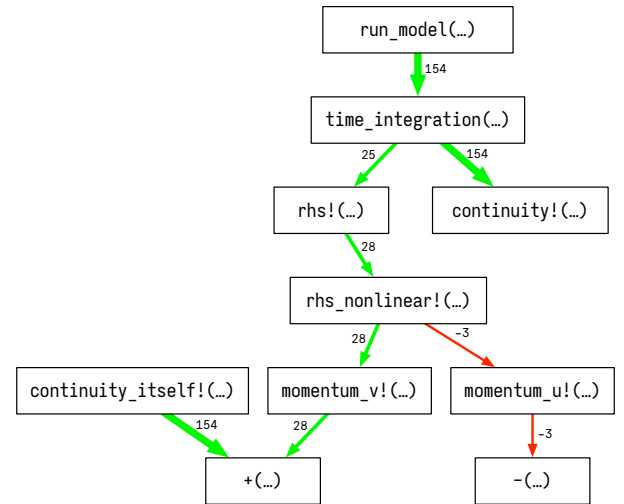 run_model(…)
154
time_integration(…)
25
154
rhs!(…)
continuity!(…)
28
rhs_nonlinear!(…)
28
-3
continuity_itself!(…)
momentum_v!(…)
momentum_u!(…)
154
28
-3
+(…)
-(…)